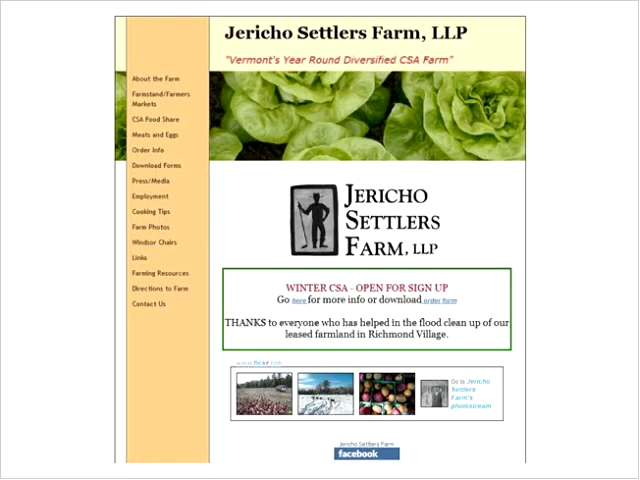 Jericho Settlers Farm, LLP
"Vermont's Year Round Diversified CSA Farm"
About the Farm
Farmstand/Farmers
Markets
CSA Food Share
Meats and Eggs
Order Info
Download Forms
Press/Media
Employment
Cooking Tips
Farm Photos
Windsor Chairs
Links
Farming Resources
Directions to Farm
Contact Us
JERICHO
SETTLERS
FARM, LLP
WINTER CSA - OPEN FOR SIGN UP
Go here for more info or download order form
THANKS to everyone who has helped in the flood clean up of our
leased farmland in Richmond Village.
www.flickr.com
Go to Jericho
Settlers
Farm's
photostream
Jericho Settlers Farm
facebook